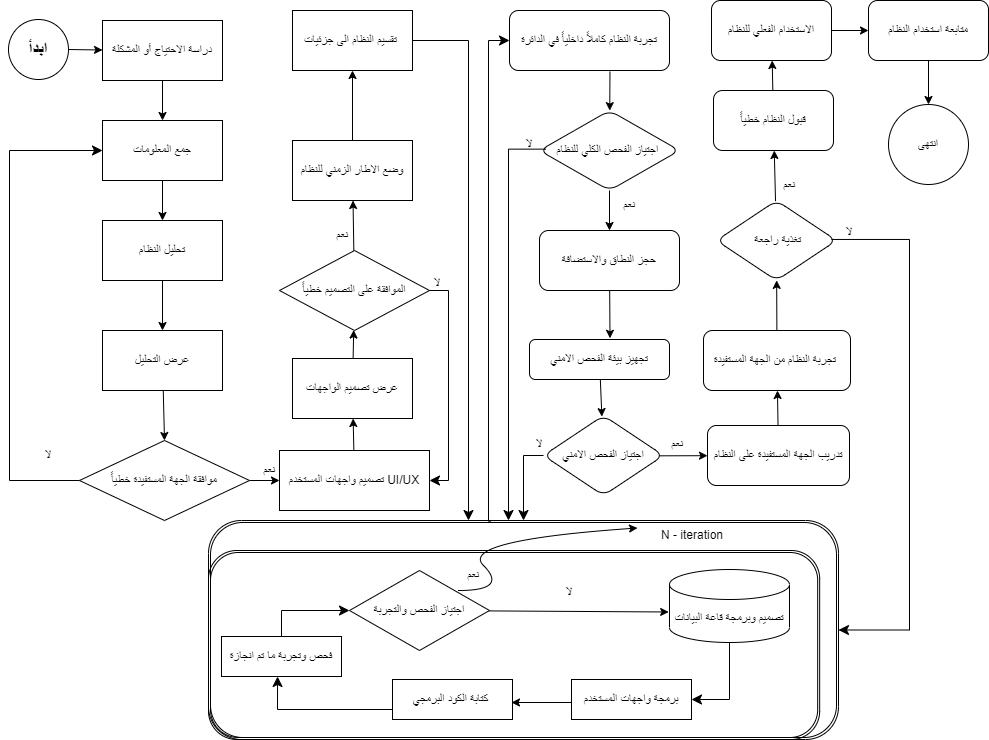 ابدأ
دراسة الاحتياج أو المشكلة
جمع المعلومات
تحليل النظام
عرض التحليل
موافقة الجهة المستفيدة خطياً
لا
نعم
تصميم واجهات المستخدم UI/UX
عرض تصميم الواجهات
الموافقة على التصميم خطياً
لا
نعم
وضع الاطار الزمني للنظام
تقسيم النظام الى جزئيات
N - iteration
تصميم وبرمجة قاعة البيانات
برمجة واجهات المستخدم
كتابة الكود البرمجي
فحص وتجربة ما تم انجازة
اجتياز الفحص والتجربة
لا
نعم
تجربة النظام كاملاً داخلياً في الدائرة
اجتياز الفحص الكلي للنظام
لا
نعم
حجز النطاق والاستضافة
تجهيز بيئة الفحص الامني
اجتياز الفحص الامني
لا
نعم
تدريب الجهة المستفيدة على النظام
تجربة النظام من الجهة المستفيدة
تغذية راجعة
لا
نعم
قبول النظام خطياً
الاستخدام الفعلي للنظام
متابعة استخدام النظام
انتهى